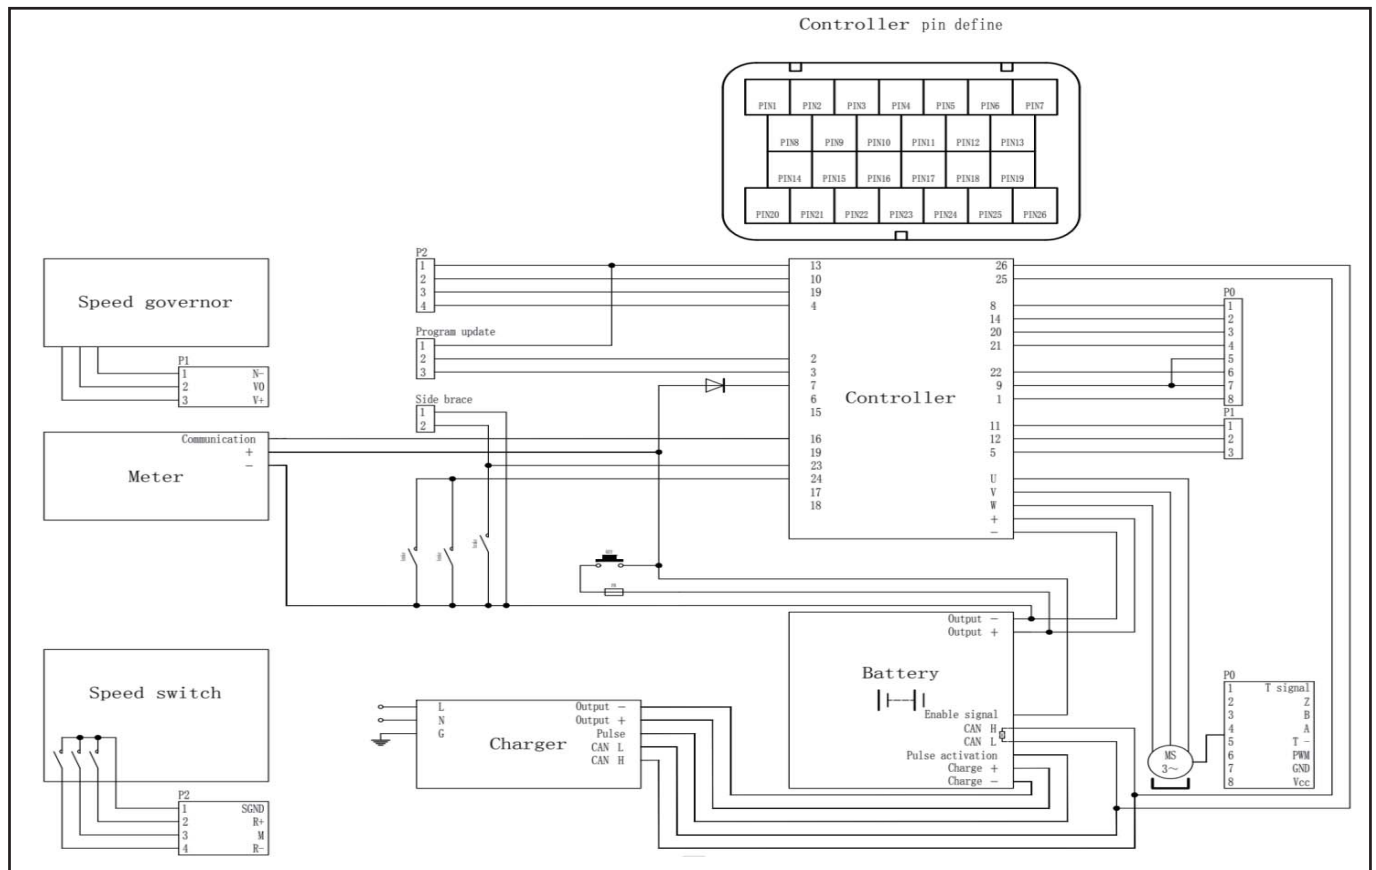 Controller pin define
PIN1 PIN2 PIN3 PIN4 PIN5 PIN6 PIN7
PIN8 PIN9 PIN10 PIN11 PIN12 PIN13
PIN14 PIN15 PIN16 PIN17 PIN18 PIN19
PIN20 PIN21 PIN22 PIN23 PIN24 PIN25 PIN26
Speed governor
P1
1 N-
2 VO
3 V+
Meter
Communication
+
-
Speed switch
P2
1 SGND
2 R+
3 M
4 R-
P2
1
2
3
4
Program update
1
2
3
Side brace
1
2
Controller
13
10
19
4
2
3
7
6
15
16
19
23
24
17
18
26
25
8
14
20
21
22
9
1
11
12
5
U
V
W
+
-
P0
1
2
3
4
5
6
7
8
P1
1
2
3
Charger
L
N
G
Output -
Output +
Pulse
CAN L
CAN H
Battery
Output -
Output +
Enable signal
CAN H
CAN L
Pulse activation
Charge +
Charge -
MS
3~
P0
1 T signal
2 Z
3 B
4 A
5 T -
6 PWM
7 GND
8 Vcc